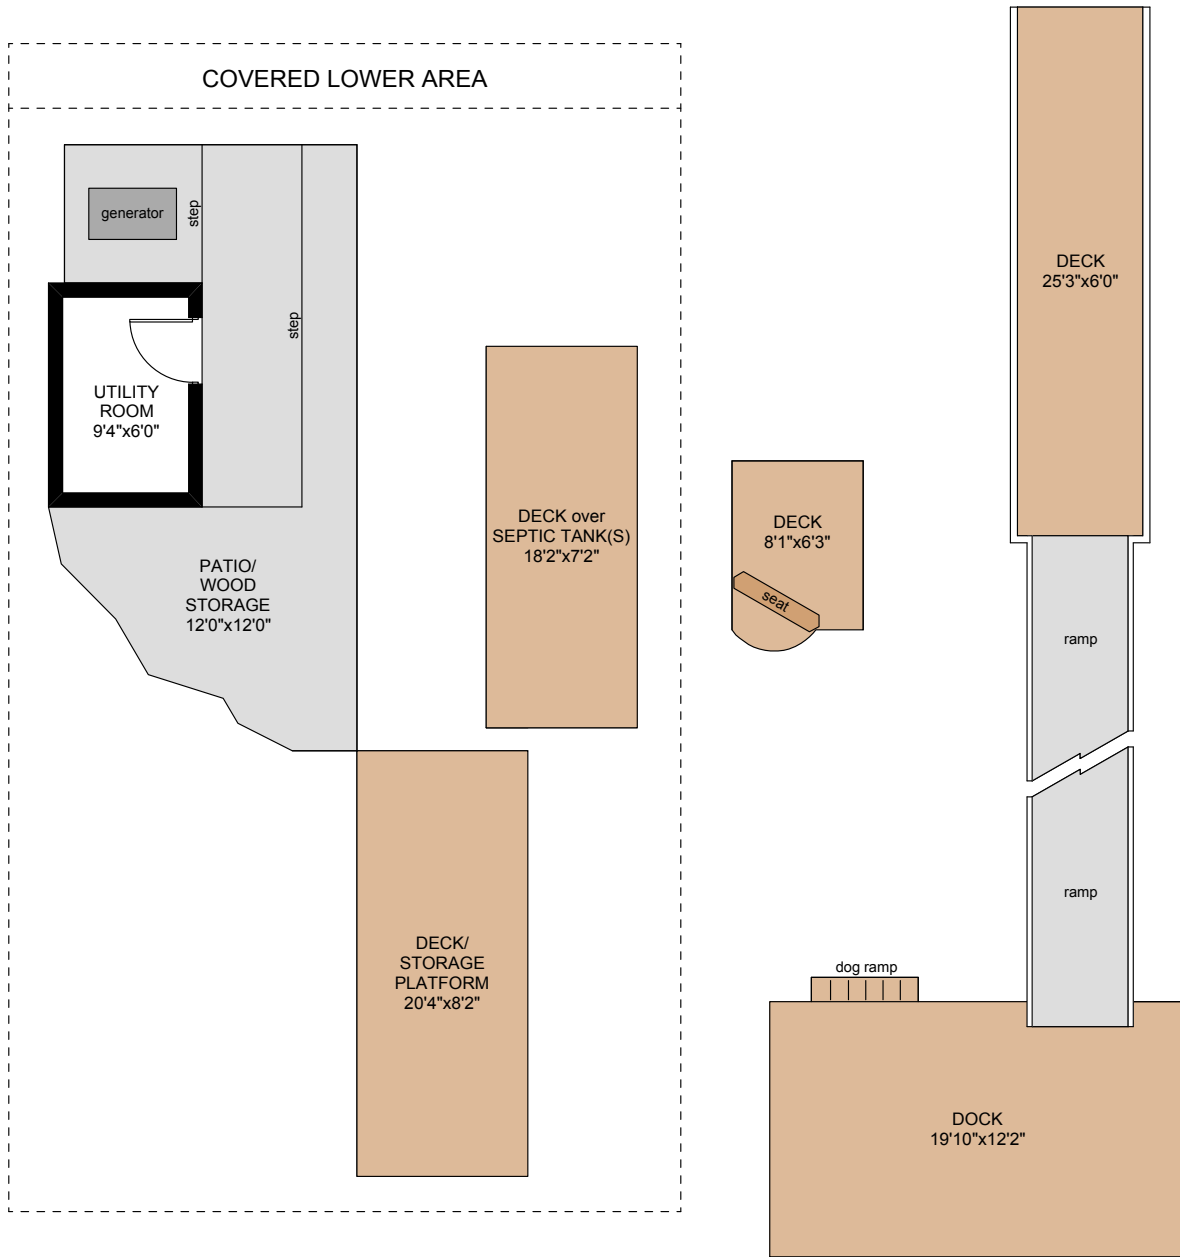 COVERED LOWER AREA
generator
step
step
UTILITY
ROOM
9'4"x6'0"
PATIO/
WOOD
STORAGE
12'0"x12'0"
DECK over
SEPTIC TANK(S)
18'2"x7'2"
DECK/
STORAGE
PLATFORM
20'4"x8'2"
DECK
8'1"x6'3"
seat
DECK
25'3"x6'0"
ramp
ramp
dog ramp
DOCK
19'10"x12'2"